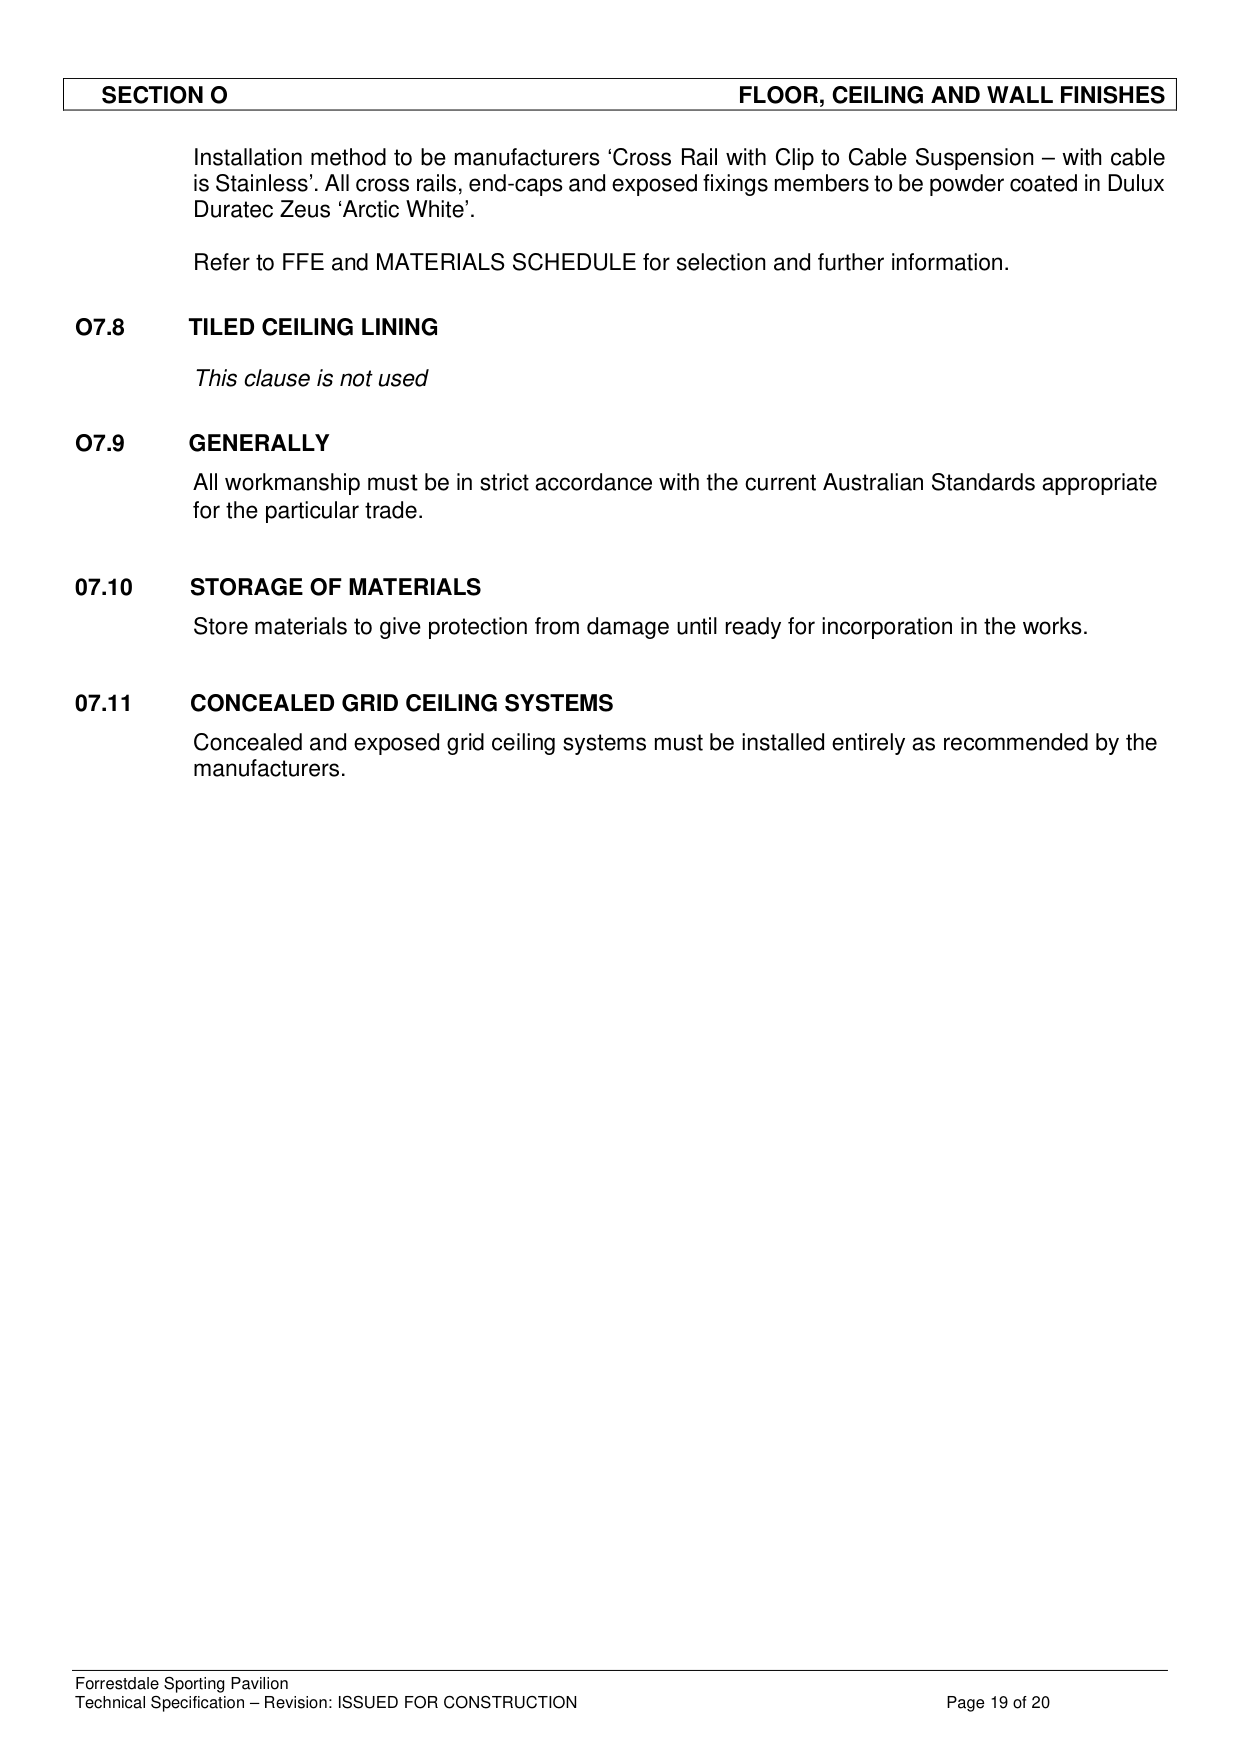 SECTION O FLOOR, CEILING AND WALL FINISHES
Installation method to be manufacturers ‘Cross Rail with Clip to Cable Suspension – with cable
is Stainless’. All cross rails, end-caps and exposed fixings members to be powder coated in Dulux
Duratec Zeus ‘Arctic White’.
Refer to FFE and MATERIALS SCHEDULE for selection and further information.
O7.8 TILED CEILING LINING
This clause is not used
O7.9 GENERALLY
All workmanship must be in strict accordance with the current Australian Standards appropriate
for the particular trade.
07.10 STORAGE OF MATERIALS
Store materials to give protection from damage until ready for incorporation in the works.
07.11 CONCEALED GRID CEILING SYSTEMS
Concealed and exposed grid ceiling systems must be installed entirely as recommended by the
manufacturers.
Forrestdale Sporting Pavilion
Technical Specification – Revision: ISSUED FOR CONSTRUCTION Page 19 of 20